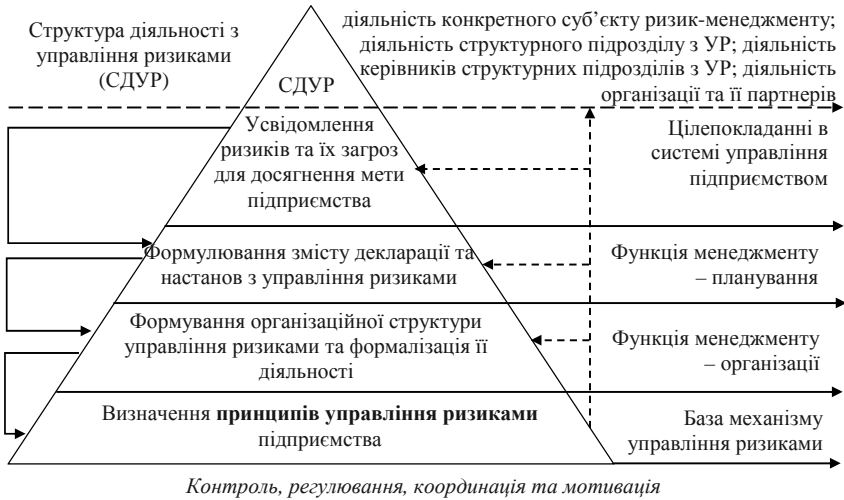 Структура діяльності з
управління ризиками
(СДУР)
СДУР
діяльність конкретного суб’єкту ризик-менеджменту;
діяльність структурного підрозділу з УР; діяльність
керівників структурних підрозділів з УР; діяльність
організації та її партнерів
Усвідомлення
ризиків та їх загроз
для досягнення мети
підприємства
Цілепокладанні в
системі управління
підприємством
Формулювання змісту декларації та
настанов з управління ризиками
Функція менеджменту
– планування
Формування організаційної структури
управління ризиками та формалізація її
діяльності
Функція менеджменту
– організації
Визначення принципів управління ризиками
підприємства
База механізму
управління ризиками
Контроль, регулювання, координація та мотивація